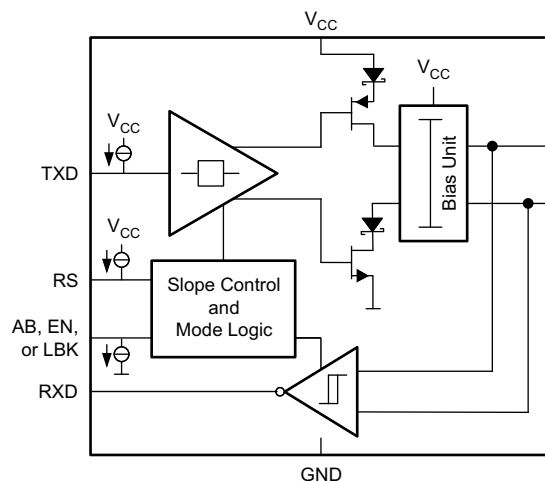 VCC
VCC
VCC
TXD
Bias Unit
VCC
RS
Slope Control
and
Mode Logic
AB, EN,
or LBK
RXD
GND